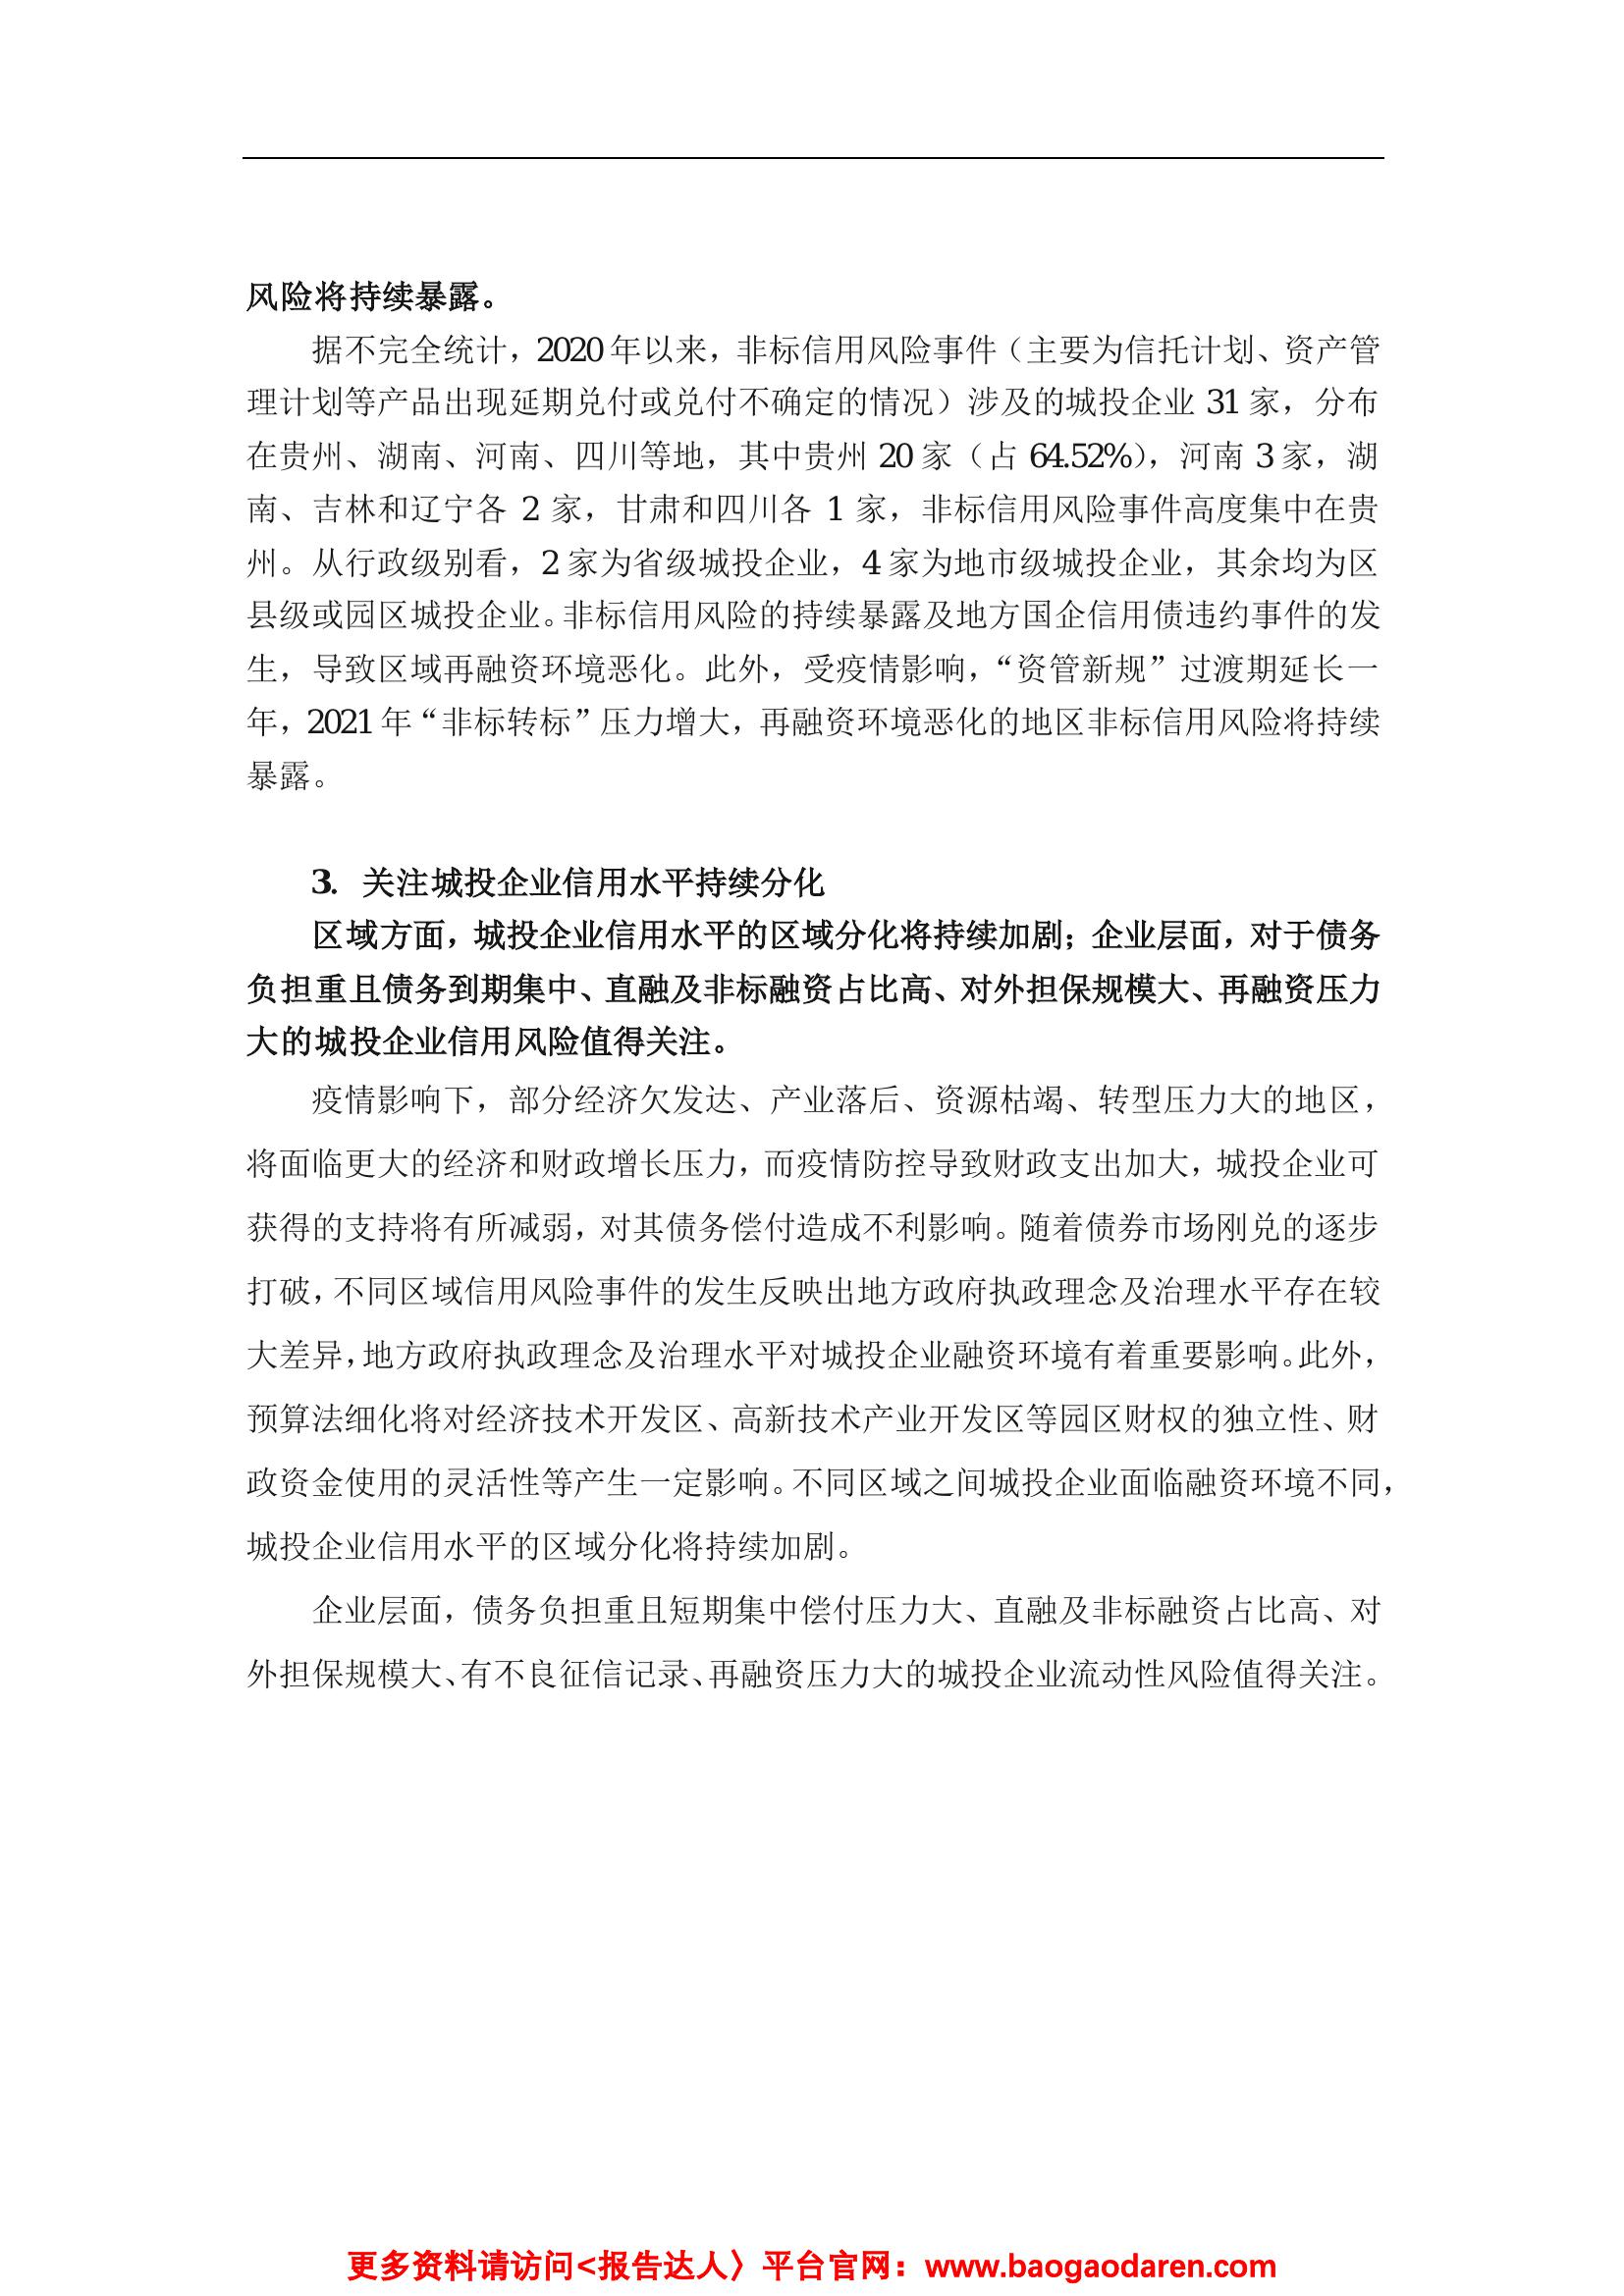 风险将持续暴露。
据不完全统计，2020 年以来，非标信用风险事件（主要为信托计划、资产管
理计划等产品出现延期兑付或兑付不确定的情况）涉及的城投企业 31 家，分布
在贵州、湖南、河南、四川等地，其中贵州 20 家（占 64.52%），河南 3 家，湖
南、吉林和辽宁各 2 家，甘肃和四川各 1 家，非标信用风险事件高度集中在贵
州。从行政级别看，2 家为省级城投企业，4 家为地市级城投企业，其余均为区
县级或园区城投企业。非标信用风险的持续暴露及地方国企信用债违约事件的发
生，导致区域再融资环境恶化。此外，受疫情影响，“资管新规”过渡期延长一
年，2021 年“非标转标”压力增大，再融资环境恶化的地区非标信用风险将持续
暴露。
3. 关注城投企业信用水平持续分化
区域方面，城投企业信用水平的区域分化将持续加剧；企业层面，对于债务
负担重且债务到期集中、直融及非标融资占比高、对外担保规模大、再融资压力
大的城投企业信用风险值得关注。
疫情影响下，部分经济欠发达、产业落后、资源枯竭、转型压力大的地区，
将面临更大的经济和财政增长压力，而疫情防控导致财政支出加大，城投企业可
获得的支持将有所减弱，对其债务偿付造成不利影响。随着债券市场刚兑的逐步
打破，不同区域信用风险事件的发生反映出地方政府执政理念及治理水平存在较
大差异，地方政府执政理念及治理水平对城投企业融资环境有着重要影响。此外，
预算法细化将对经济技术开发区、高新技术产业开发区等园区财权的独立性、财
政资金使用的灵活性等产生一定影响。不同区域之间城投企业面临融资环境不同，
城投企业信用水平的区域分化将持续加剧。
企业层面，债务负担重且短期集中偿付压力大、直融及非标融资占比高、对
外担保规模大、有不良征信记录、再融资压力大的城投企业流动性风险值得关注。
更多资料请访问<报告达人〉平台官网：www.baogaodaren.com